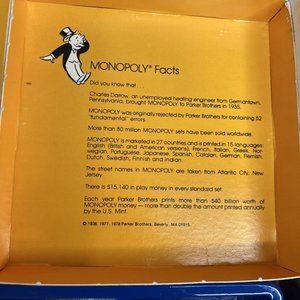 MONOPOLY® Facts
Did you know that
Charles Darrow, an unemployed heating engineer from Germantown,
Pennsylvania, brought MONOPOLY to Parker Brothers in 1935.
MONOPOLY was originally rejected by Parker Brothers for containing 52
"fundamental" errors.
More than 80 million MONOPOLY sets have been sold worldwide.
MONOPOLY is marketed in 27 countries and is printed in 15 languages:
English (British and American versions), French, Italian, Greek, Nor-
wegian, Portuguese, Japanese, Spanish, Catalan, German, Flemish,
Dutch, Swedish, Finnish and Indian.
The street names in MONOPOLY are taken from Atlantic City, New
Jersey.
There is $15,140 in play money in every standard set.
Each year Parker Brothers prints more than $40 billion worth of
MONOPOLY money — more than double the amount printed annually
by the U.S. Mint.
© 1936, 1977, 1978 Parker Brothers, Beverly, MA 01915